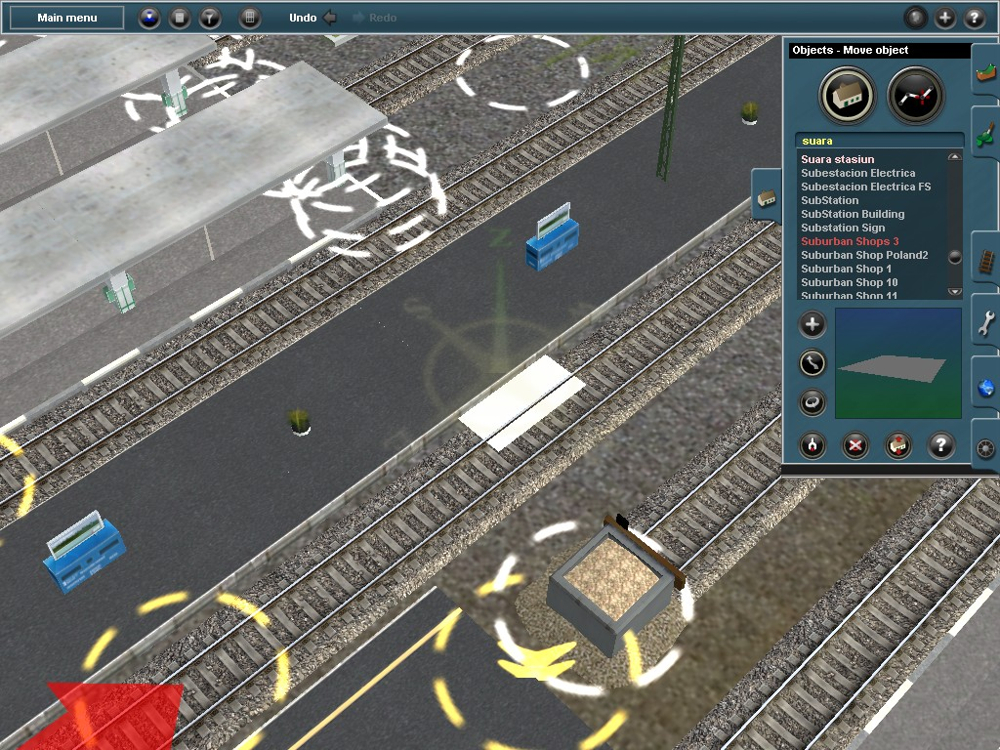 Main menu
Undo
Redo
Objects - Move object
suara
Suara stasiun
Subestacion Electrica
Subestacion Electrica FS
SubStation
SubStation Building
Substation Sign
Suburban Shops 3
Suburban Shop Poland2
Suburban Shop 1
Suburban Shop 10
Suburban Shop 11
?
?
Z
S